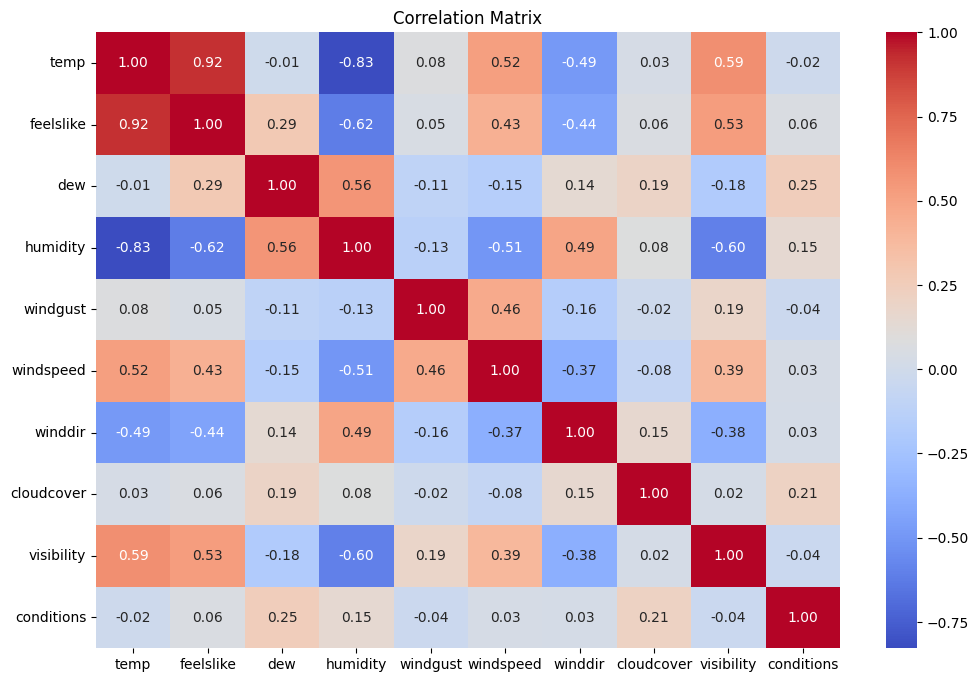 Correlation Matrix
temp 1.00 0.92 -0.01 -0.83 0.08 0.52 -0.49 0.03 0.59 -0.02
feelslike 0.92 1.00 0.29 -0.62 0.05 0.43 -0.44 0.06 0.53 0.06
dew -0.01 0.29 1.00 0.56 -0.11 -0.15 0.14 0.19 -0.18 0.25
humidity -0.83 -0.62 0.56 1.00 -0.13 -0.51 0.49 0.08 -0.60 0.15
windgust 0.08 0.05 -0.11 -0.13 1.00 0.46 -0.16 -0.02 0.19 -0.04
windspeed 0.52 0.43 -0.15 -0.51 0.46 1.00 -0.37 -0.08 0.39 0.03
winddir -0.49 -0.44 0.14 0.49 -0.16 -0.37 1.00 0.15 -0.38 0.03
cloudcover 0.03 0.06 0.19 0.08 -0.02 -0.08 0.15 1.00 0.02 0.21
visibility 0.59 0.53 -0.18 -0.60 0.19 0.39 -0.38 0.02 1.00 -0.04
conditions -0.02 0.06 0.25 0.15 -0.04 0.03 0.03 0.21 -0.04 1.00
temp feelslike dew humidity windgust windspeed winddir cloudcover visibility conditions
1.00
0.75
0.50
0.25
0.00
−0.25
−0.50
−0.75